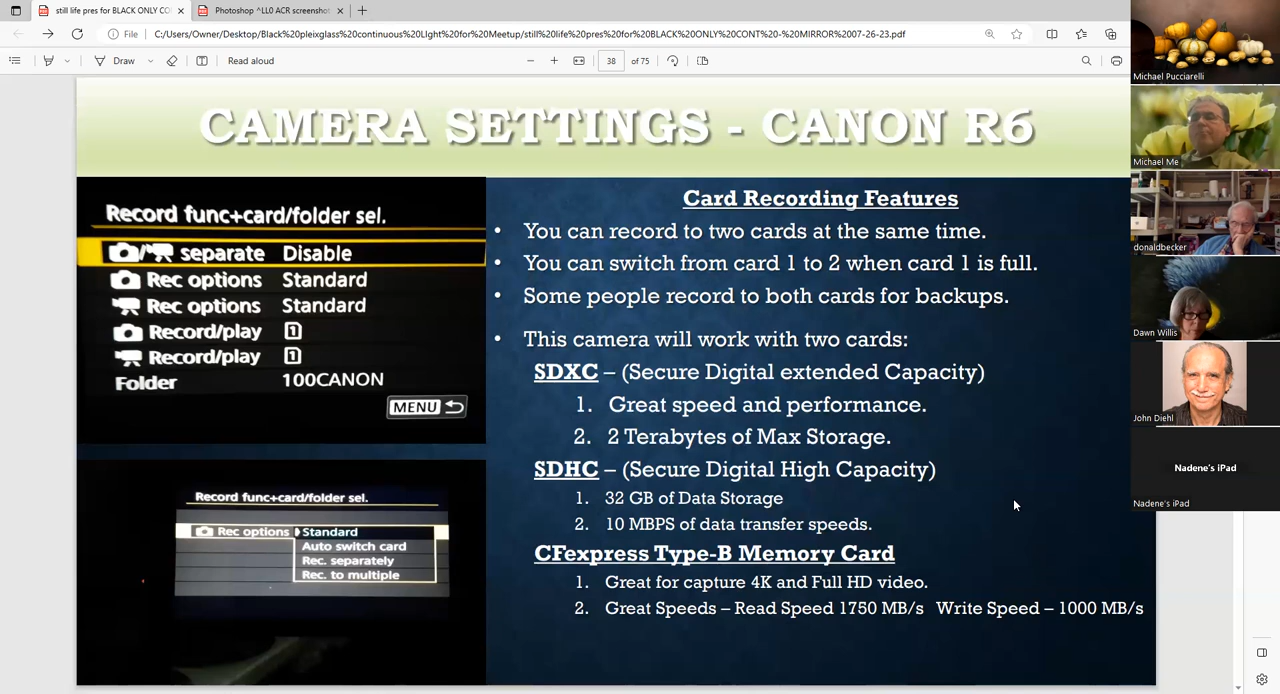 still life pres for BLACK ONLY CO
Photoshop ^LL0 ACR screenshot
File
C:/Users/Owner/Desktop/Black%20pleixglass%20continuous%20LIght%20for%20Meetup/still%20life%20pres%20for%20BLACK%20ONLY%20CONT%20-%20MIRROR%2007-26-23.pdf
Draw
Read aloud
38 of 75
CAMERA SETTINGS - CANON R6
Record func+card/folder sel.
separate Disable
Rec options Standard
Rec options Standard
Record/play 1
Record/play 1
Folder 100CANON
MENU
Record func+card/folder sel.
Rec options Standard
Auto switch card
Rec. separately
Rec. to multiple
Card Recording Features
• You can record to two cards at the same time.
• You can switch from card 1 to 2 when card 1 is full.
• Some people record to both cards for backups.
• This camera will work with two cards:
SDXC – (Secure Digital extended Capacity)
1. Great speed and performance.
2. 2 Terabytes of Max Storage.
SDHC – (Secure Digital High Capacity)
1. 32 GB of Data Storage
2. 10 MBPS of data transfer speeds.
CFexpress Type-B Memory Card
1. Great for capture 4K and Full HD video.
2. Great Speeds – Read Speed 1750 MB/s Write Speed – 1000 MB/s
Michael Pucciarelli
Michael Me
donaldbecker
Dawn Willis
John Diehl
Nadene's iPad
Nadene's iPad